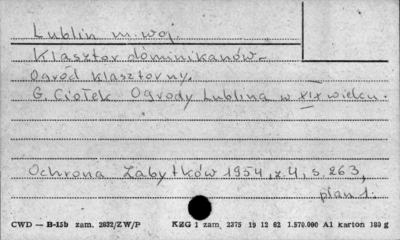 Lublin m. woj.
Klasztor dominikanów -
Ogród klasztorny.
G. Ciołek Ogrody Lublina w XIX wieku.
Ochrona Zabytków 1954, z. 4, s. 263,
plan 1.
CWD — B-15b zam. 2832/ZW/P KZG 1 zam. 2375 19 12 62 1.570.000 A1 karton 180 g